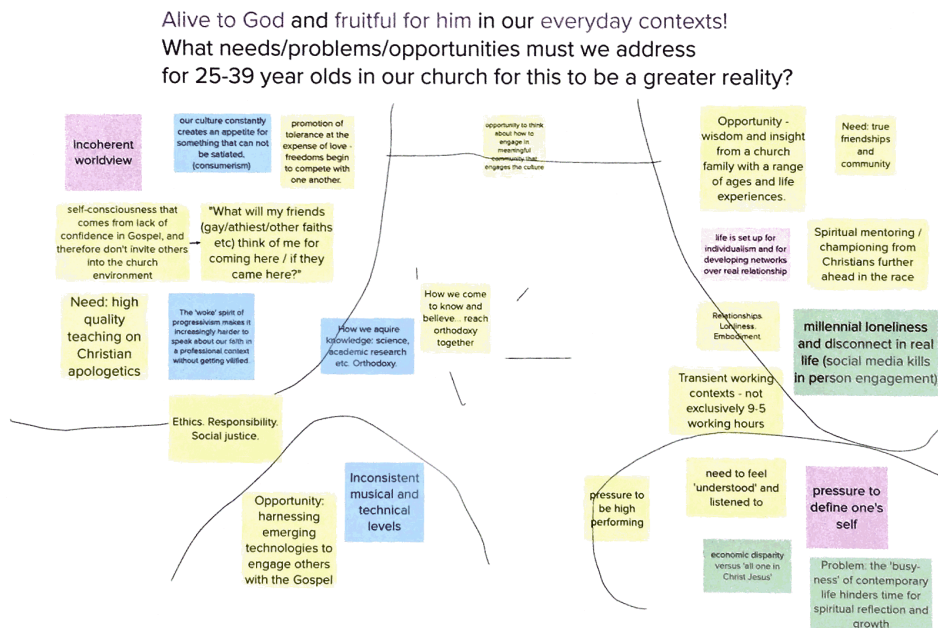 Alive to God and fruitful for him in our everyday contexts!
What needs/problems/opportunities must we address
for 25-39 year olds in our church for this to be a greater reality?
Incoherent
worldview
our culture constantly
creates an appetite for
something that can not
be satiated.
(consumerism)
promotion of
tolerance at the
expense of love -
freedoms begin
to compete with
one another.
self-consciousness that
comes from lack of
confidence in Gospel, and
therefore don't invite others
into the church
environment
"What will my friends
(gay/athiest/other faiths
etc) think of me for
coming here / if they
came here?"
Need: high
quality
teaching on
Christian
apologetics
The 'woke' spirit of
progressivism makes it
increasingly harder to
speak about our faith in
a professional context
without getting vilified.
Ethics. Responsibility.
Social justice.
opportunity to think
about how to
engage in
meaningful
community that
engages the culture
How we aquire
knowledge: science,
academic research
etc. Orthodoxy.
How we come
to know and
believe... reach
orthodoxy
together
Opportunity -
wisdom and insight
from a church
family with a range
of ages and life
experiences.
Need: true
friendships
and
community
life is set up for
individualism and for
developing networks
over real relationship
Spiritual mentoring /
championing from
Christians further
ahead in the race
Relationships.
Lonliness.
Embodiment.
millennial loneliness
and disconnect in real
life (social media kills
in person engagement)
Transient working
contexts - not
exclusively 9-5
working hours
Opportunity:
harnessing
emerging
technologies to
engage others
with the Gospel
Inconsistent
musical and
technical
levels
pressure to
be high
performing
need to feel
'understood' and
listened to
pressure to
define one's
self
economic disparity
versus 'all one in
Christ Jesus'
Problem: the 'busy-
ness' of contemporary
life hinders time for
spiritual reflection and
growth